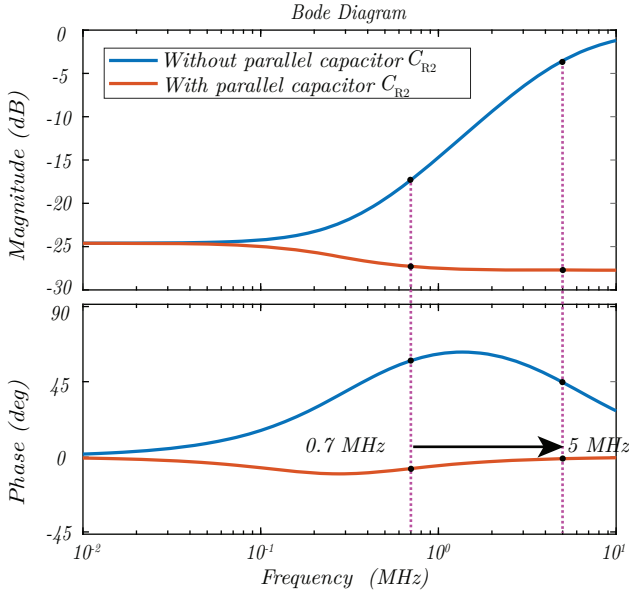 Bode Diagram
Magnitude (dB)
0
-5
-10
-15
-20
-25
-30
Without parallel capacitor C_R2
With parallel capacitor C_R2
Phase (deg)
90
45
0
-45
0.7 MHz
5 MHz
10^-2
10^-1
10^0
10^1
Frequency (MHz)